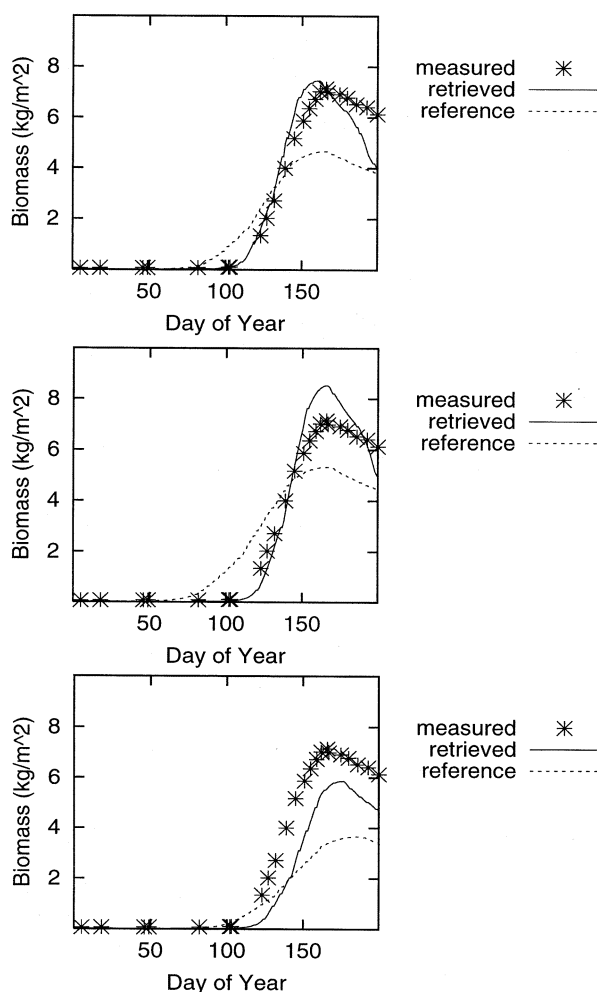 8
6
4
2
Biomass (kg/m^2)
50 100 150
Day of Year
measured
retrieved
reference
8
6
4
2
Biomass (kg/m^2)
50 100 150
Day of Year
measured
retrieved
reference
8
6
4
2
Biomass (kg/m^2)
50 100 150
Day of Year
measured
retrieved
reference